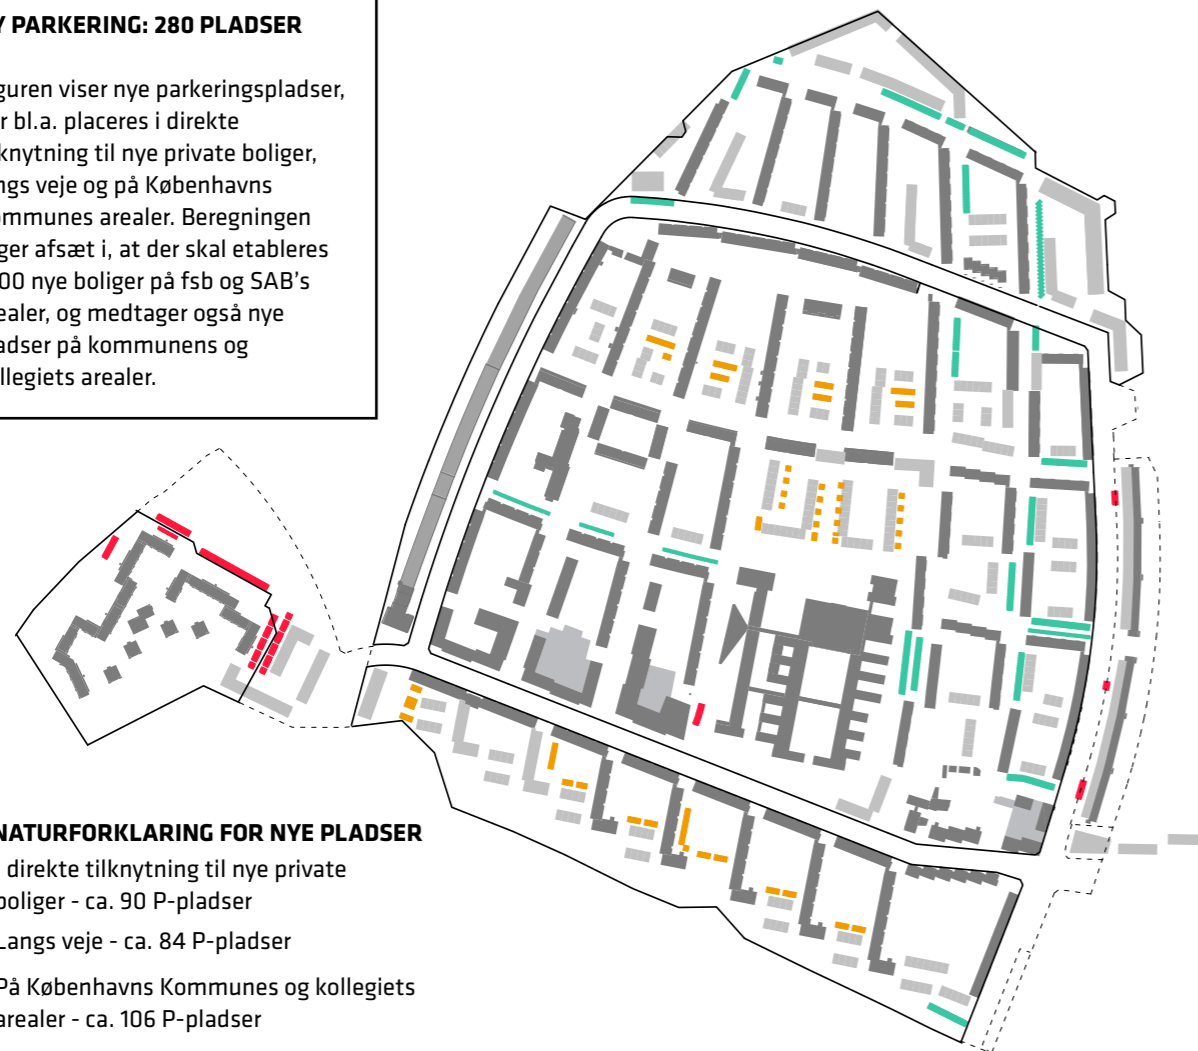 Y PARKERING: 280 PLADSER
guren viser nye parkeringspladser,
r bl.a. placeres i direkte
knytning til nye private boliger,
ngs veje og på Københavns
ommunes arealer. Beregningen
ger afsæt i, at der skal etableres
00 nye boliger på fsb og SAB's
ealer, og medtager også nye
adser på kommunens og
llegiets arealer.
NATURFORKLARING FOR NYE PLADSER
I direkte tilknytning til nye private
boliger - ca. 90 P-pladser
Langs veje - ca. 84 P-pladser
På Københavns Kommunes og kollegiets
arealer - ca. 106 P-pladser